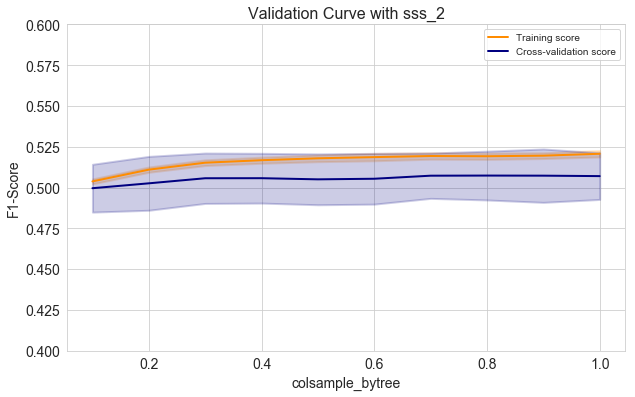 Validation Curve with sss_2
Training score
Cross-validation score
F1-Score
0.600
0.575
0.550
0.525
0.500
0.475
0.450
0.425
0.400
0.2
0.4
0.6
0.8
1.0
colsample_bytree